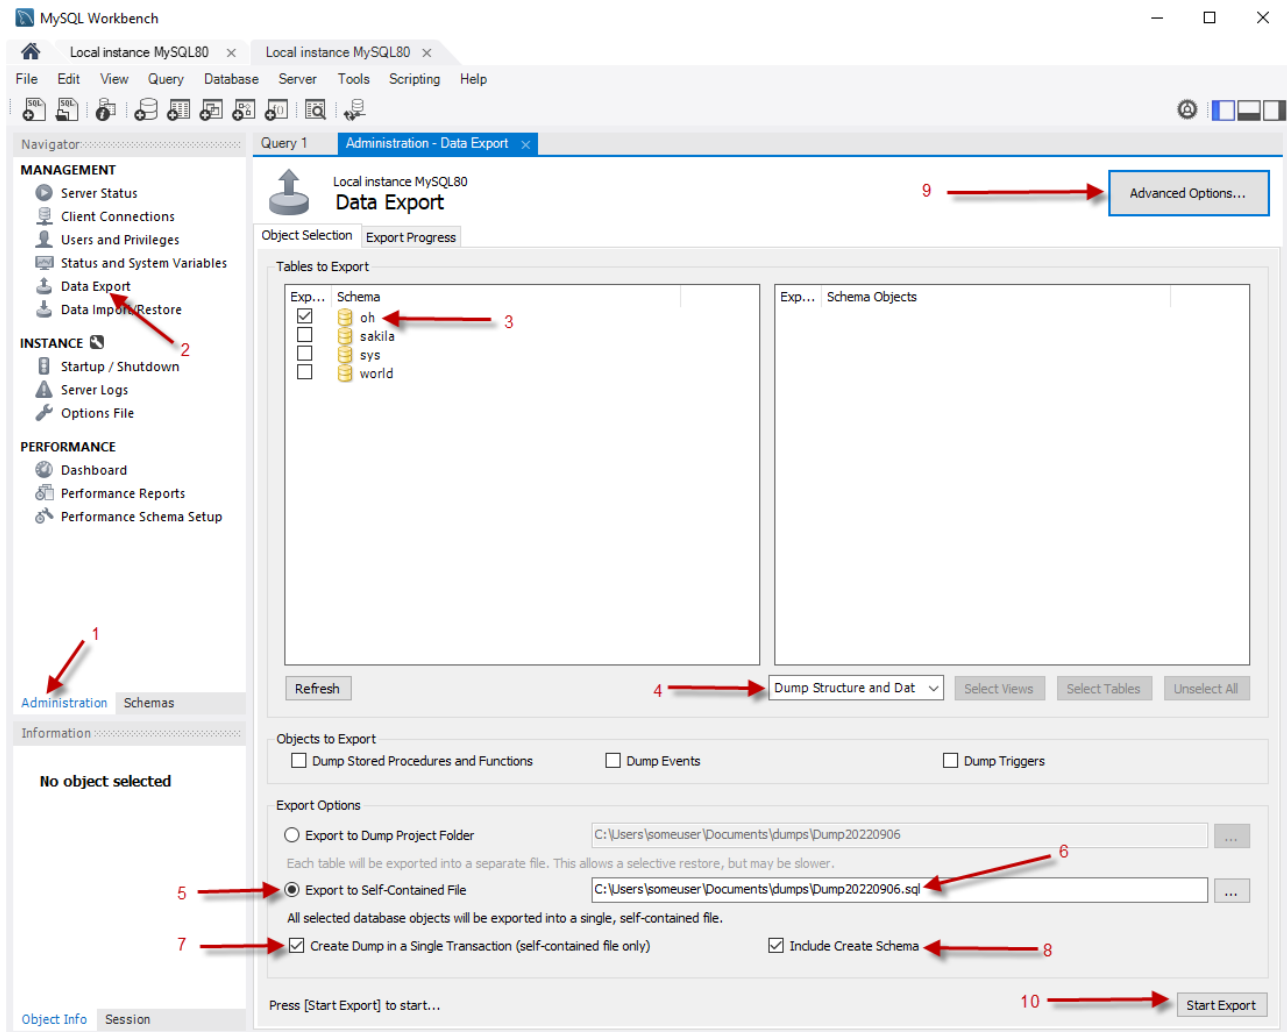 MySQL Workbench
Local instance MySQL80
Local instance MySQL80
File Edit View Query Database Server Tools Scripting Help
Navigator
MANAGEMENT
Server Status
Client Connections
Users and Privileges
Status and System Variables
Data Export
Data Import/Restore
2
INSTANCE
Startup / Shutdown
Server Logs
Options File
PERFORMANCE
Dashboard
Performance Reports
Performance Schema Setup
1
Administration Schemas
Information
No object selected
Object Info Session
Query 1 Administration - Data Export
Local instance MySQL80
Data Export
9
Advanced Options...
Object Selection Export Progress
Tables to Export
Exp... Schema
oh
3
sakila
sys
world
Exp... Schema Objects
Refresh
4
Dump Structure and Dat
Select Views Select Tables Unselect All
Objects to Export
Dump Stored Procedures and Functions Dump Events Dump Triggers
Export Options
Export to Dump Project Folder C:\Users\someuser\Documents\dumps\Dump20220906 ...
Each table will be exported into a separate file. This allows a selective restore, but may be slower.
6
5
Export to Self-Contained File C:\Users\someuser\Documents\dumps\Dump20220906.sql ...
All selected database objects will be exported into a single, self-contained file.
7
Create Dump in a Single Transaction (self-contained file only) Include Create Schema
8
Press [Start Export] to start...
10
Start Export